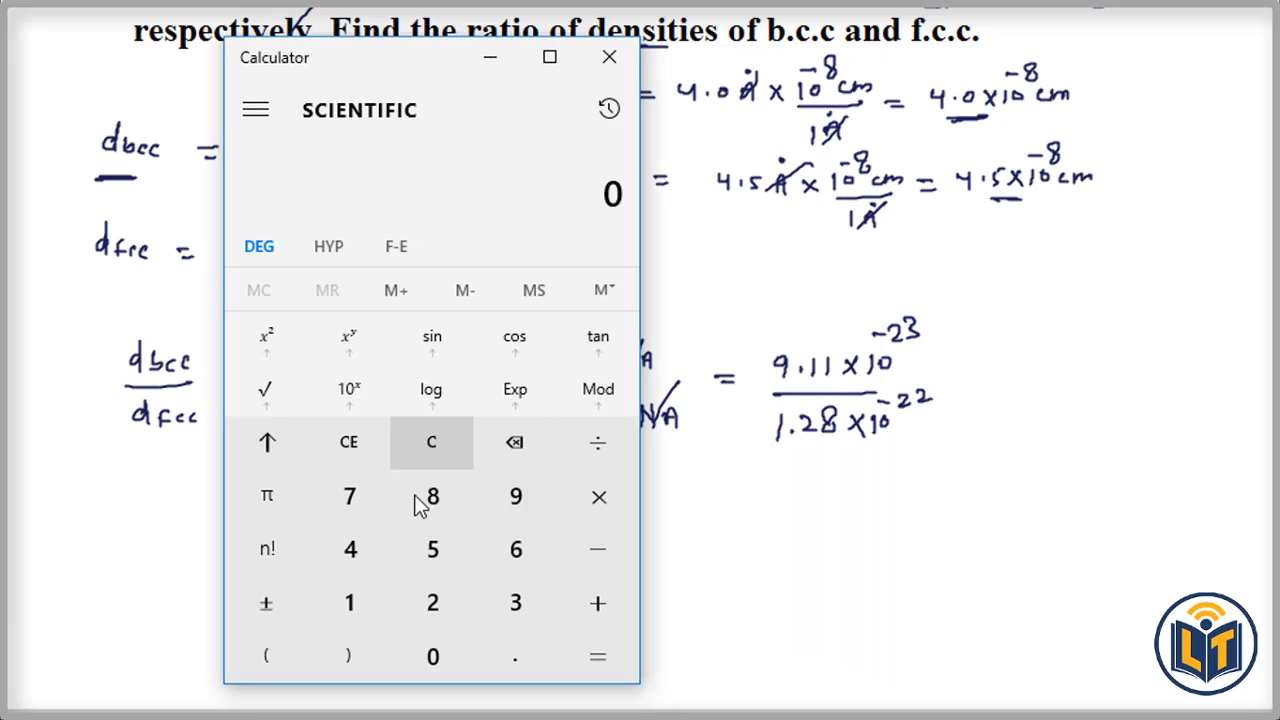 respectively. Find the ratio of densities of b.c.c and f.c.c.
Calculator
SCIENTIFIC
0
DEG HYP F-E
MC MR M+ M- MS M▾
x² xʸ sin cos tan
√ 10ˣ log Exp Mod
↑ CE C ⌫ ÷
π 7 8 9 ×
n! 4 5 6 −
± 1 2 3 +
( ) 0 . =
= 4.0 Å × 10⁻⁸ cm / 1Å = 4.0 × 10⁻⁸ cm
dbcc =
= 4.5 Å × 10⁻⁸ cm / 1Å = 4.5 × 10⁻⁸ cm
dfcc =
dbcc / dfcc
/NA = 9.11 × 10⁻²³ / 1.28 × 10⁻²²
LT